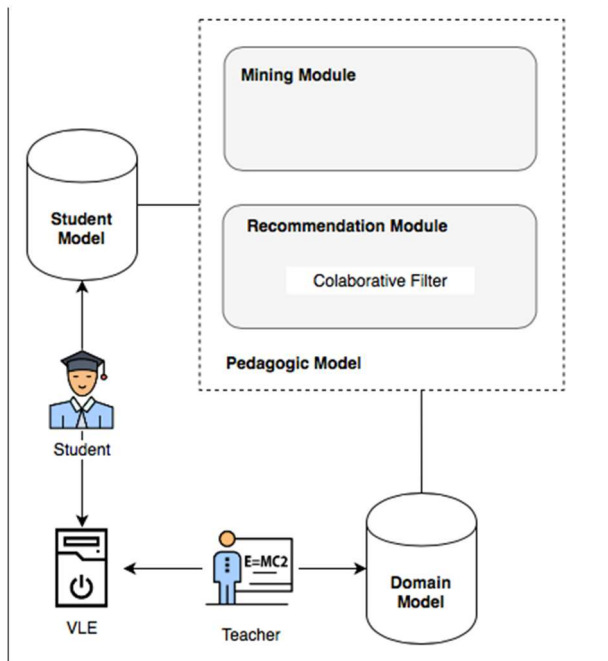 Mining Module
Student
Model
Recommendation Module
Colaborative Filter
Pedagogic Model
Student
E=MC2
Domain
Model
VLE
Teacher